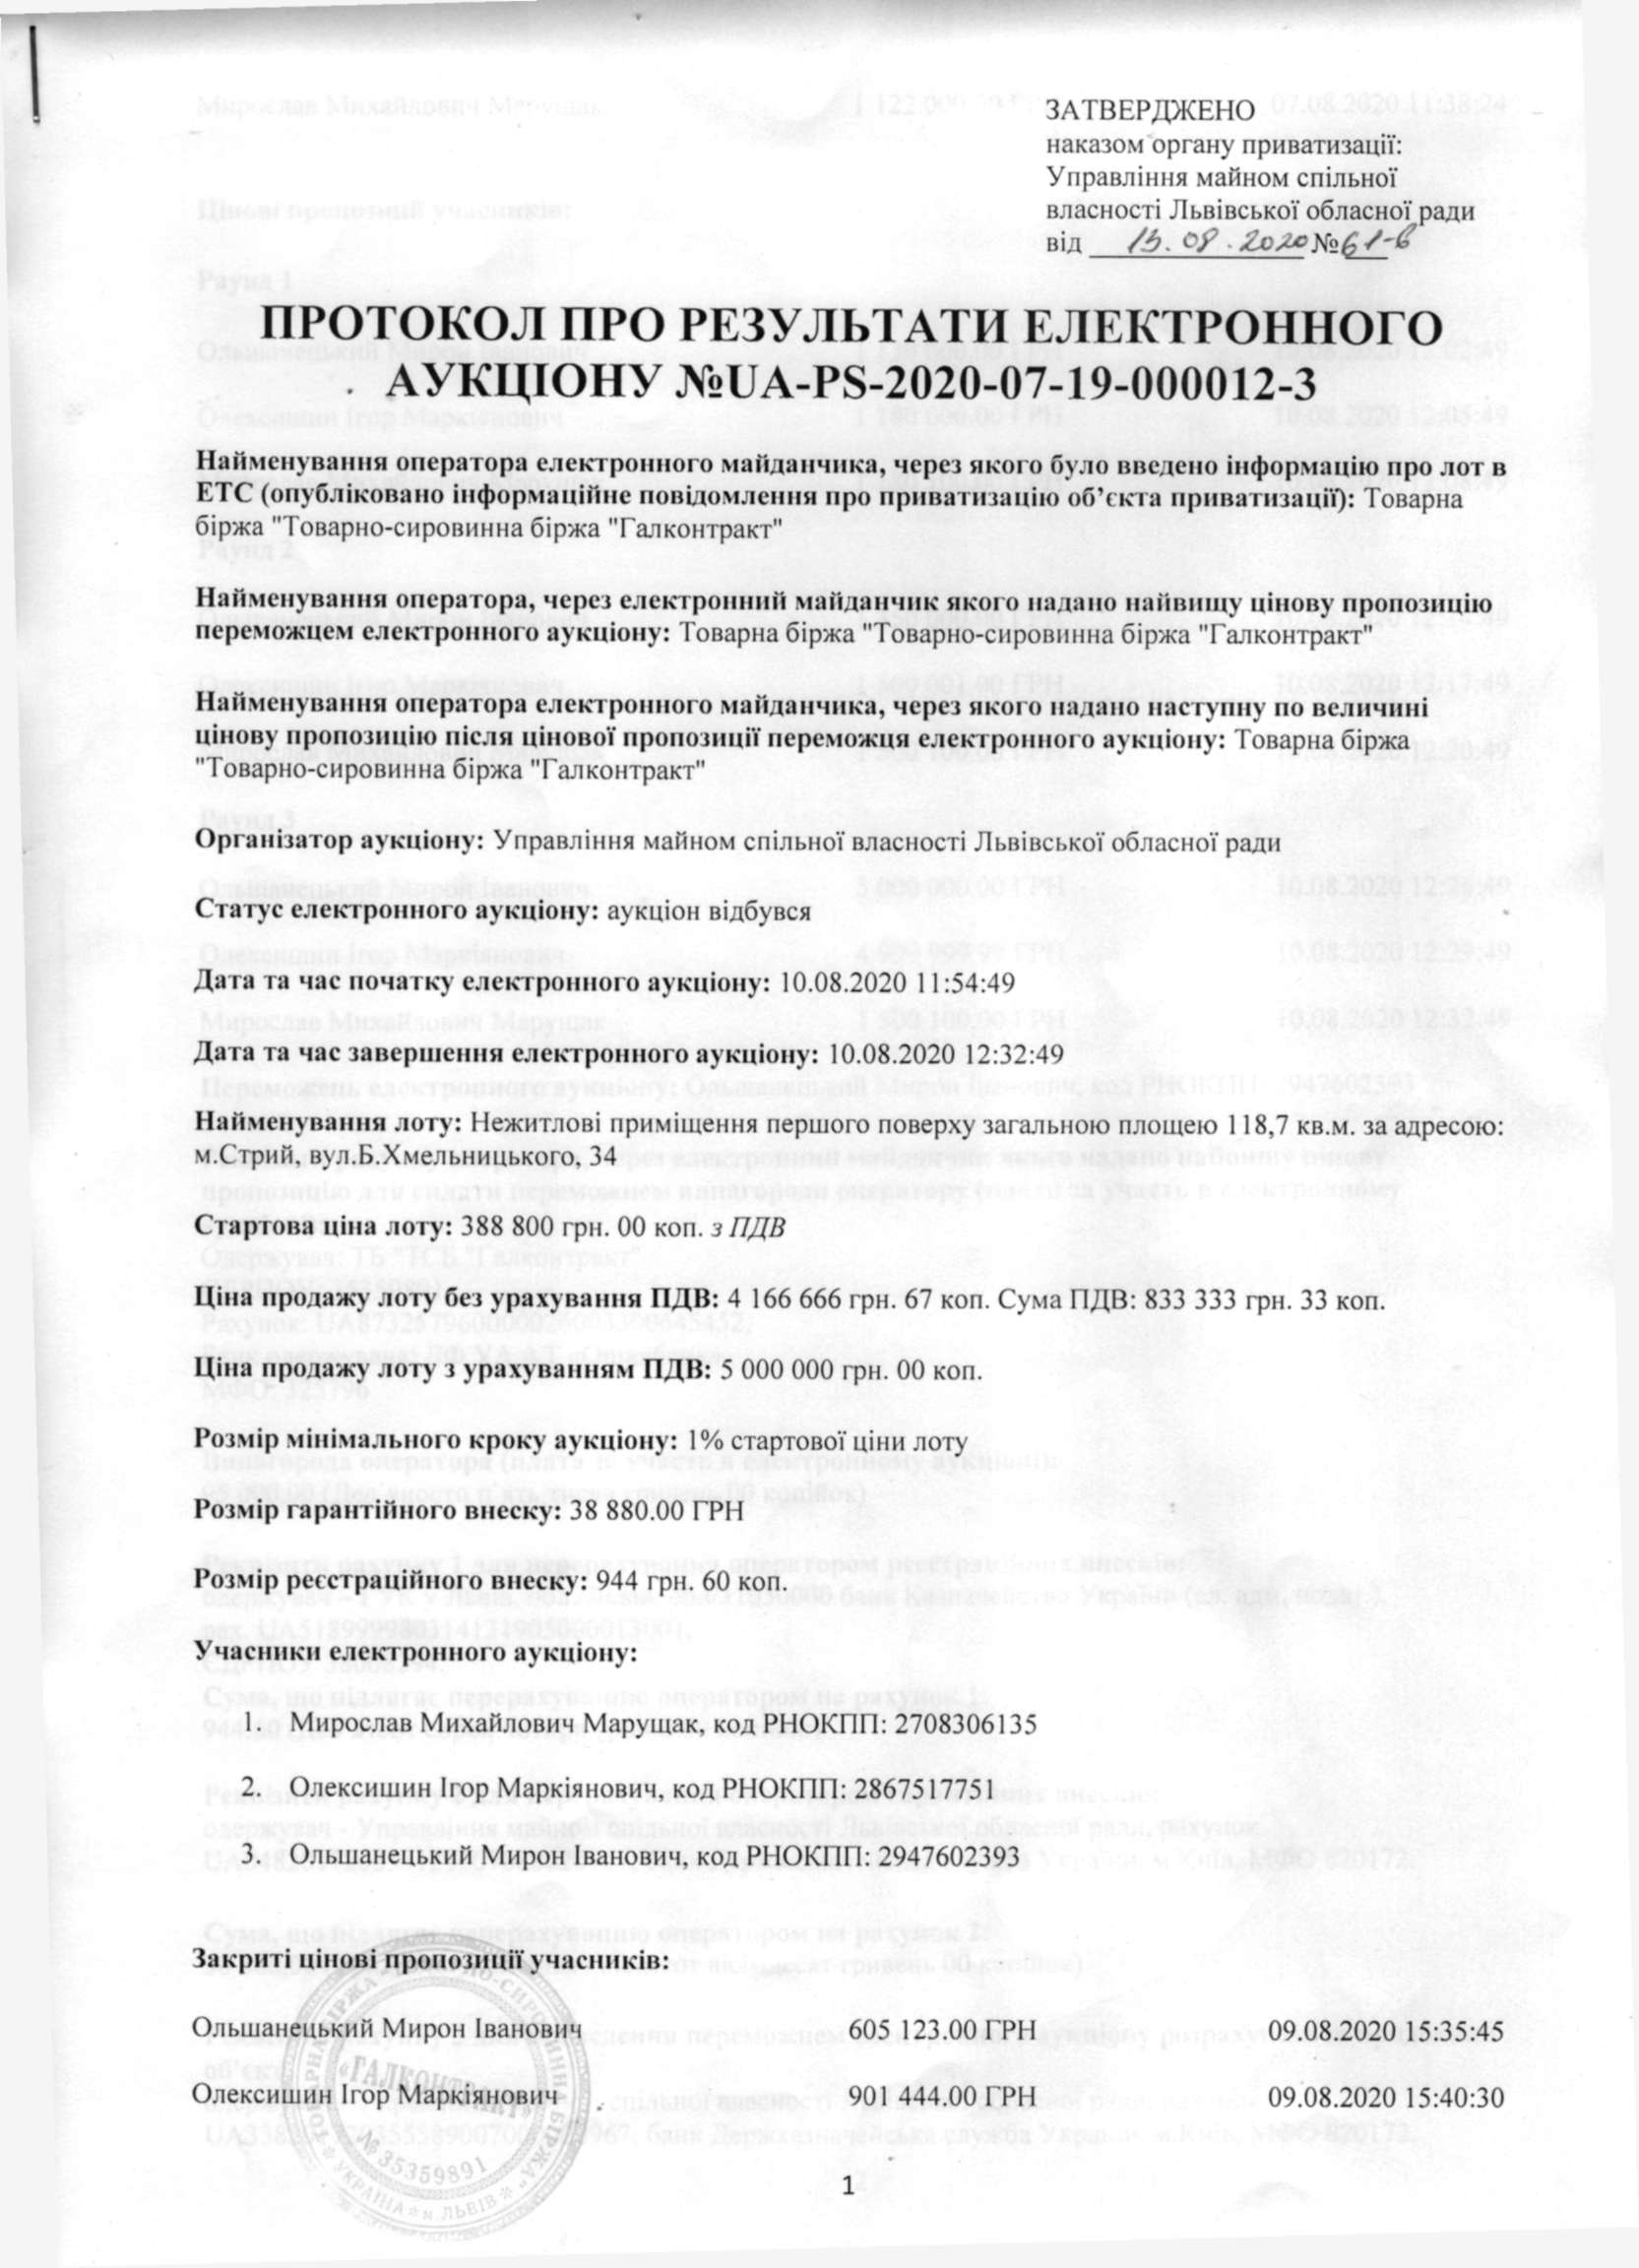 ЗАТВЕРДЖЕНО
наказом органу приватизації:
Управління майном спільної
власності Львівської обласної ради
від 13.08.2020 №61-в
ПРОТОКОЛ ПРО РЕЗУЛЬТАТИ ЕЛЕКТРОННОГО
АУКЦІОНУ №UA-PS-2020-07-19-000012-3
Найменування оператора електронного майданчика, через якого було введено інформацію про лот в
ЕТС (опубліковано інформаційне повідомлення про приватизацію об’єкта приватизації): Товарна
біржа "Товарно-сировинна біржа "Галконтракт"
Найменування оператора, через електронний майданчик якого надано найвищу цінову пропозицію
переможцем електронного аукціону: Товарна біржа "Товарно-сировинна біржа "Галконтракт"
Найменування оператора електронного майданчика, через якого надано наступну по величині
цінову пропозицію після цінової пропозиції переможця електронного аукціону: Товарна біржа
"Товарно-сировинна біржа "Галконтракт"
Організатор аукціону: Управління майном спільної власності Львівської обласної ради
Статус електронного аукціону: аукціон відбувся
Дата та час початку електронного аукціону: 10.08.2020 11:54:49
Дата та час завершення електронного аукціону: 10.08.2020 12:32:49
Найменування лоту: Нежитлові приміщення першого поверху загальною площею 118,7 кв.м. за адресою:
м.Стрий, вул.Б.Хмельницького, 34
Стартова ціна лоту: 388 800 грн. 00 коп. з ПДВ
Ціна продажу лоту без урахування ПДВ: 4 166 666 грн. 67 коп. Сума ПДВ: 833 333 грн. 33 коп.
Ціна продажу лоту з урахуванням ПДВ: 5 000 000 грн. 00 коп.
Розмір мінімального кроку аукціону: 1% стартової ціни лоту
Розмір гарантійного внеску: 38 880.00 ГРН
Розмір реєстраційного внеску: 944 грн. 60 коп.
Учасники електронного аукціону:
1. Мирослав Михайлович Марущак, код РНОКПП: 2708306135
2. Олексишин Ігор Маркіянович, код РНОКПП: 2867517751
3. Ольшанецький Мирон Іванович, код РНОКПП: 2947602393
Закриті цінові пропозиції учасників:
Ольшанецький Мирон Іванович 605 123.00 ГРН 09.08.2020 15:35:45
Олексишин Ігор Маркіянович 901 444.00 ГРН 09.08.2020 15:40:30
ТОВАРНА БІРЖА "ТОВАРНО-СИРОВИННА БІРЖА"
«ГАЛКОНТРАКТ»
№ 35359891
УКРАЇНА * м. ЛЬВІВ *
1